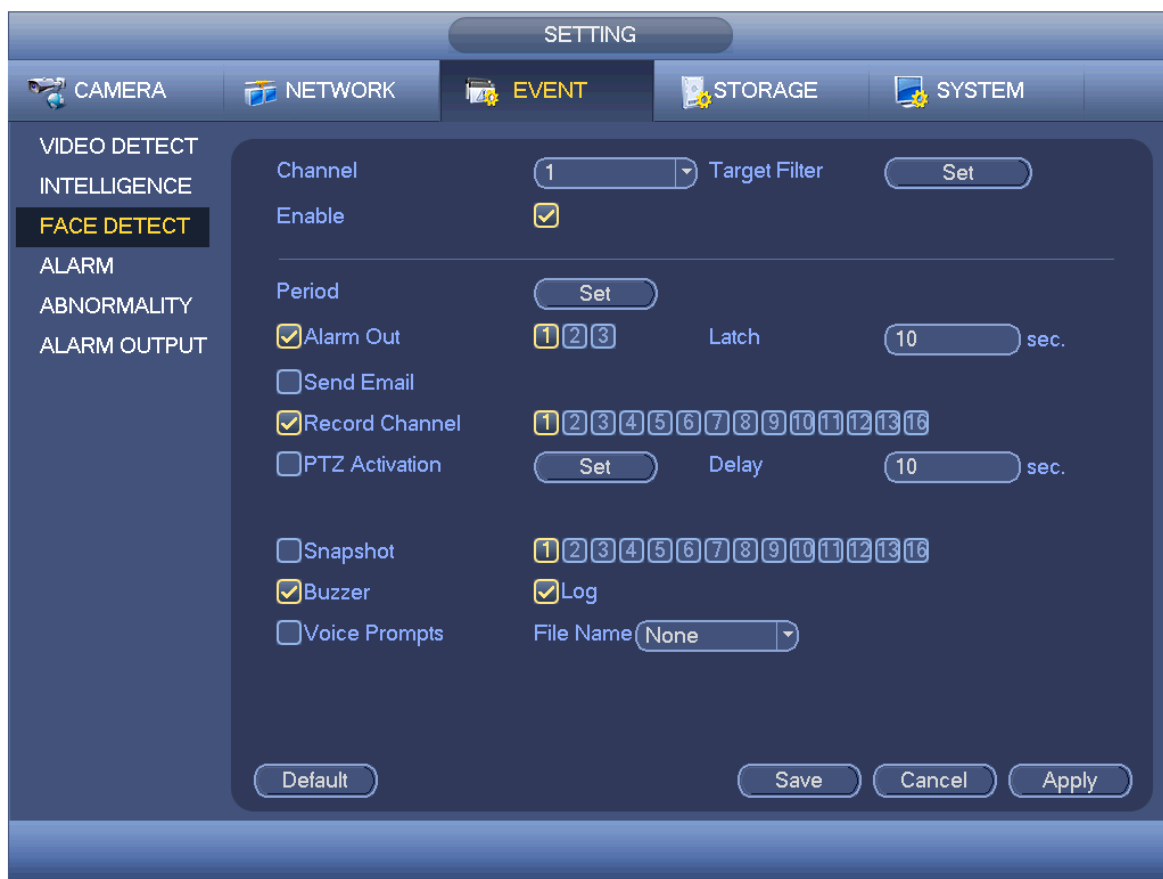 SETTING
CAMERA NETWORK EVENT STORAGE SYSTEM
VIDEO DETECT
INTELLIGENCE
FACE DETECT
ALARM
ABNORMALITY
ALARM OUTPUT
Channel 1 Target Filter Set
Enable
Period Set
Alarm Out 1 2 3 Latch 10 sec.
Send Email
Record Channel 1 2 3 4 5 6 7 8 9 10 11 12 13 16
PTZ Activation Set Delay 10 sec.
Snapshot 1 2 3 4 5 6 7 8 9 10 11 12 13 16
Buzzer Log
Voice Prompts File Name None
Default Save Cancel Apply